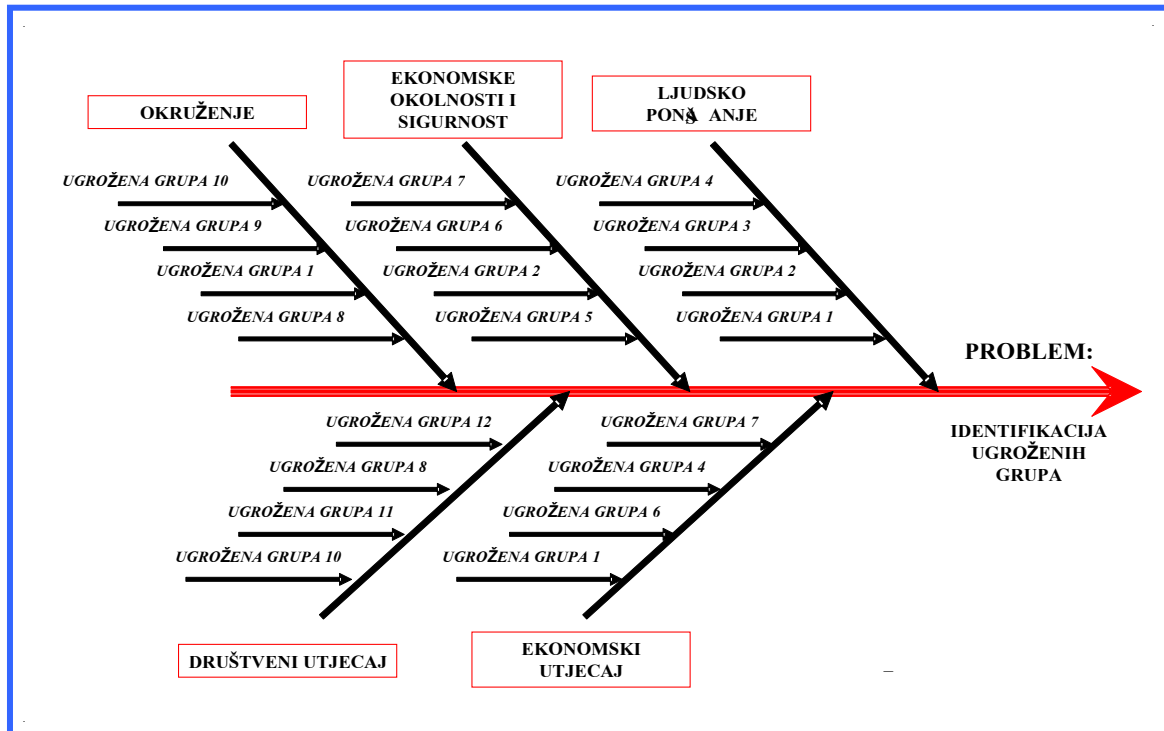 EKONOMSKE
OKOLNOSTI I
SIGURNOST
LJUDSKO
PONAŠANJE
OKRUŽENJE
UGROŽENA GRUPA 10
UGROŽENA GRUPA 9
UGROŽENA GRUPA 1
UGROŽENA GRUPA 8
UGROŽENA GRUPA 7
UGROŽENA GRUPA 6
UGROŽENA GRUPA 2
UGROŽENA GRUPA 5
UGROŽENA GRUPA 4
UGROŽENA GRUPA 3
UGROŽENA GRUPA 2
UGROŽENA GRUPA 1
PROBLEM:
IDENTIFIKACIJA
UGROŽENIH
GRUPA
UGROŽENA GRUPA 12
UGROŽENA GRUPA 8
UGROŽENA GRUPA 11
UGROŽENA GRUPA 10
UGROŽENA GRUPA 7
UGROŽENA GRUPA 4
UGROŽENA GRUPA 6
UGROŽENA GRUPA 1
DRUŠTVENI UTJECAJ
EKONOMSKI
UTJECAJ